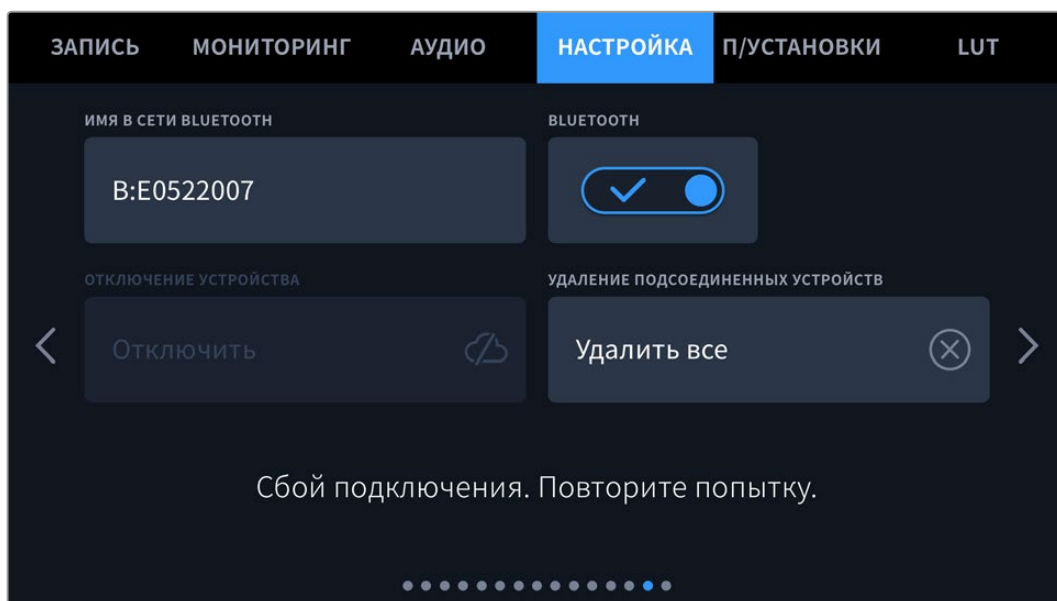 ЗАПИСЬ МОНИТОРИНГ АУДИО НАСТРОЙКА П/УСТАНОВКИ LUT
ИМЯ В СЕТИ BLUETOOTH BLUETOOTH
B:E0522007
ОТКЛЮЧЕНИЕ УСТРОЙСТВА УДАЛЕНИЕ ПОДСОЕДИНЕННЫХ УСТРОЙСТВ
Отключить Удалить все
Сбой подключения. Повторите попытку.